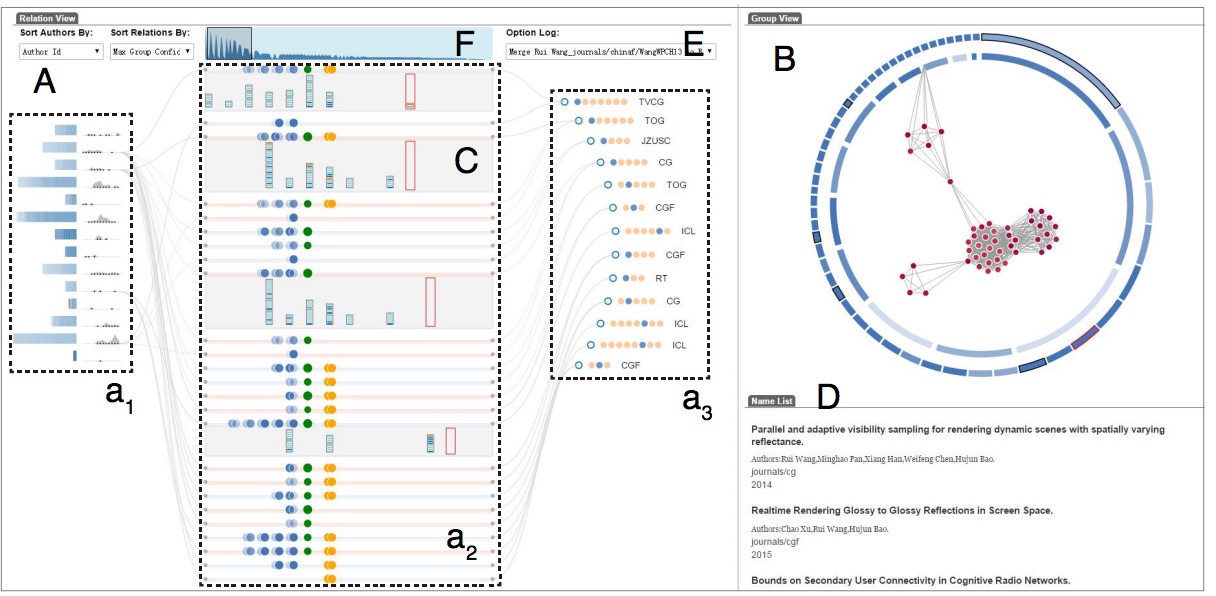 Relation View
Sort Authors By:
Sort Relations By:
Author Id
Max Group Confic
F
Option Log:
E
Merge Rui Wang_journals/chinaf/WangWPCH13
A
C
a1
a2
TVCG
TOG
JZUSC
CG
TOG
CGF
ICL
CGF
RT
CG
ICL
ICL
CGF
a3
Group View
B
Name List
D
Parallel and adaptive visibility sampling for rendering dynamic scenes with spatially varying
reflectance.
Authors:Rui Wang,Minghao Pan,Xiang Han,Weifeng Chen,Hujun Bao.
journals/cg
2014
Realtime Rendering Glossy to Glossy Reflections in Screen Space.
Authors:Chao Xu,Rui Wang,Hujun Bao.
journals/cgf
2015
Bounds on Secondary User Connectivity in Cognitive Radio Networks.